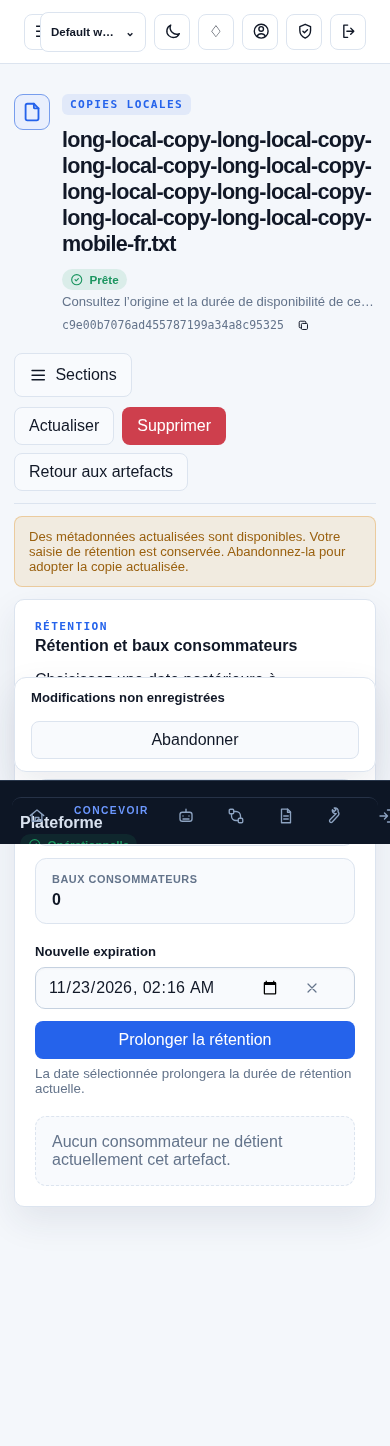 Default w…
COPIES LOCALES
long-local-copy-long-local-copy-
long-local-copy-long-local-copy-
long-local-copy-long-local-copy-
long-local-copy-long-local-copy-
mobile-fr.txt
Prête
Consultez l'origine et la durée de disponibilité de ce…
c9e00b7076ad455787199a34a8c95325
Sections
Actualiser
Supprimer
Retour aux artefacts
Des métadonnées actualisées sont disponibles. Votre
saisie de rétention est conservée. Abandonnez-la pour
adopter la copie actualisée.
RÉTENTION
Rétention et baux consommateurs
Choisissez une date postérieure à
Modifications non enregistrées
Abandonner
CONCEVOIR
Plateforme
Opérationnelle
BAUX CONSOMMATEURS
0
Nouvelle expiration
11/23/2026, 02:16 AM
Prolonger la rétention
La date sélectionnée prolongera la durée de rétention
actuelle.
Aucun consommateur ne détient
actuellement cet artefact.